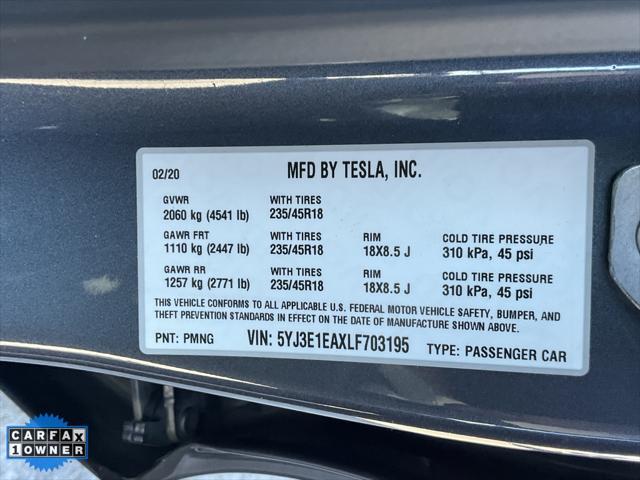 02/20 MFD BY TESLA, INC.
GVWR WITH TIRES
2060 kg (4541 lb) 235/45R18
GAWR FRT WITH TIRES RIM COLD TIRE PRESSURE
1110 kg (2447 lb) 235/45R18 18X8.5 J 310 kPa, 45 psi
GAWR RR WITH TIRES RIM COLD TIRE PRESSURE
1257 kg (2771 lb) 235/45R18 18X8.5 J 310 kPa, 45 psi
THIS VEHICLE CONFORMS TO ALL APPLICABLE U.S. FEDERAL MOTOR VEHICLE SAFETY, BUMPER, AND
THEFT PREVENTION STANDARDS IN EFFECT ON THE DATE OF MANUFACTURE SHOWN ABOVE.
PNT: PMNG VIN: 5YJ3E1EAXLF703195 TYPE: PASSENGER CAR
CARFAX
1 OWNER